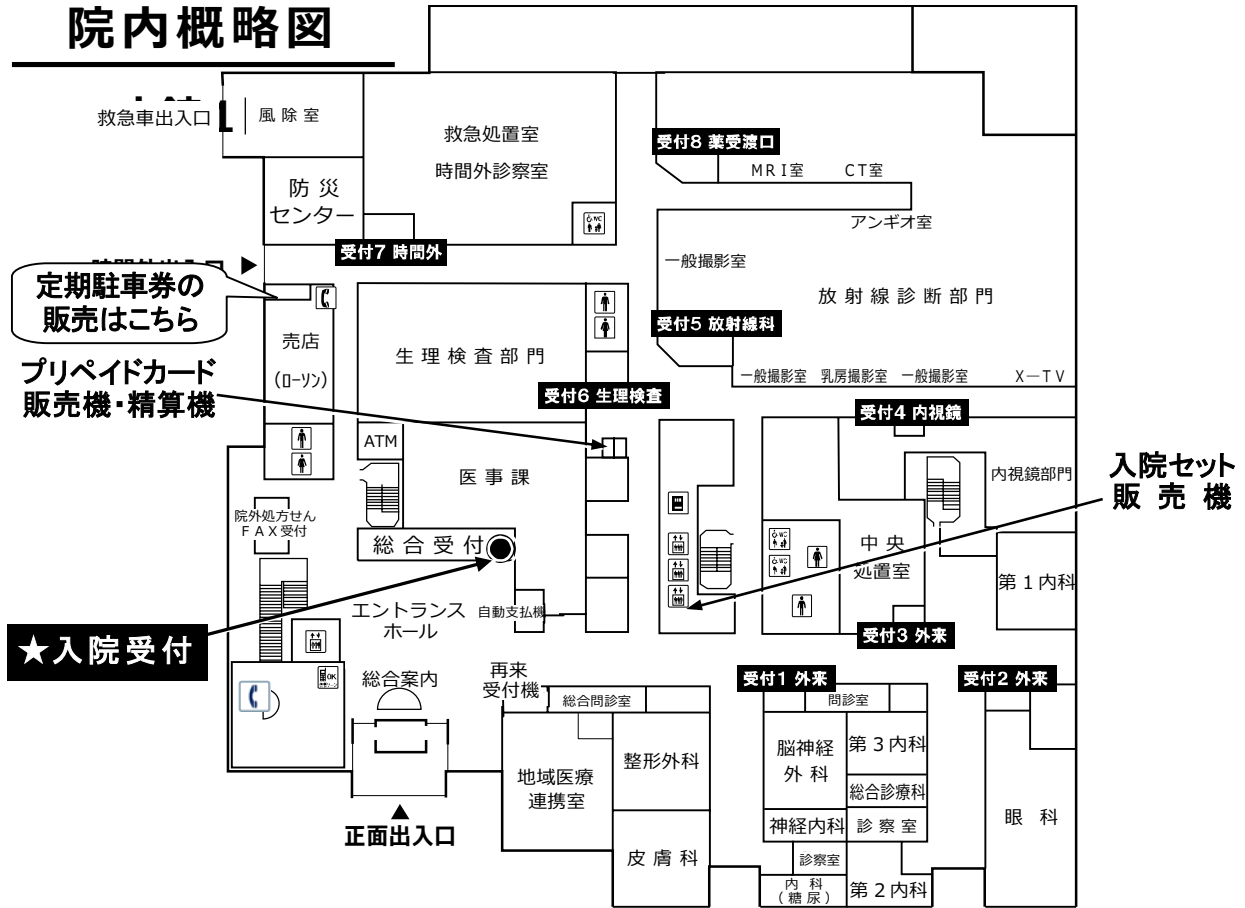 院内概略図
救急車出入口
風除室
救急処置室
時間外診察室
受付8 薬受渡口
MRI室
CT室
防災
センター
アンギオ室
受付7 時間外
一般撮影室
定期駐車券の
販売はこちら
放射線診断部門
受付5 放射線科
売店
(ローソン)
生理検査部門
プリペイドカード
販売機・精算機
一般撮影室
乳房撮影室
一般撮影室
X－TV
受付6 生理検査
受付4 内視鏡
ATM
医事課
内視鏡部門
入院セット
販売機
院外処方せん
FAX受付
総合受付
中央
処置室
第1内科
エントランス
ホール
自動支払機
★入院受付
受付3 外来
総合案内
再来
受付機
受付1 外来
受付2 外来
OK
総合問診室
問診室
脳神経
外科
第3内科
整形外科
地域医療
連携室
総合診療科
正面出入口
神経内科
診察室
眼科
皮膚科
診察室
内科
(糖尿)
第2内科